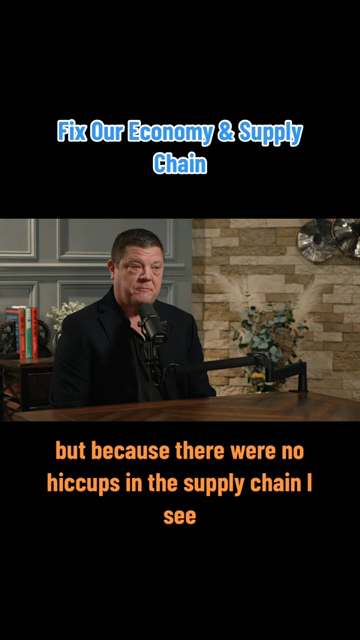 Fix Our Economy & Supply
Chain
but because there were no
hiccups in the supply chain I
see